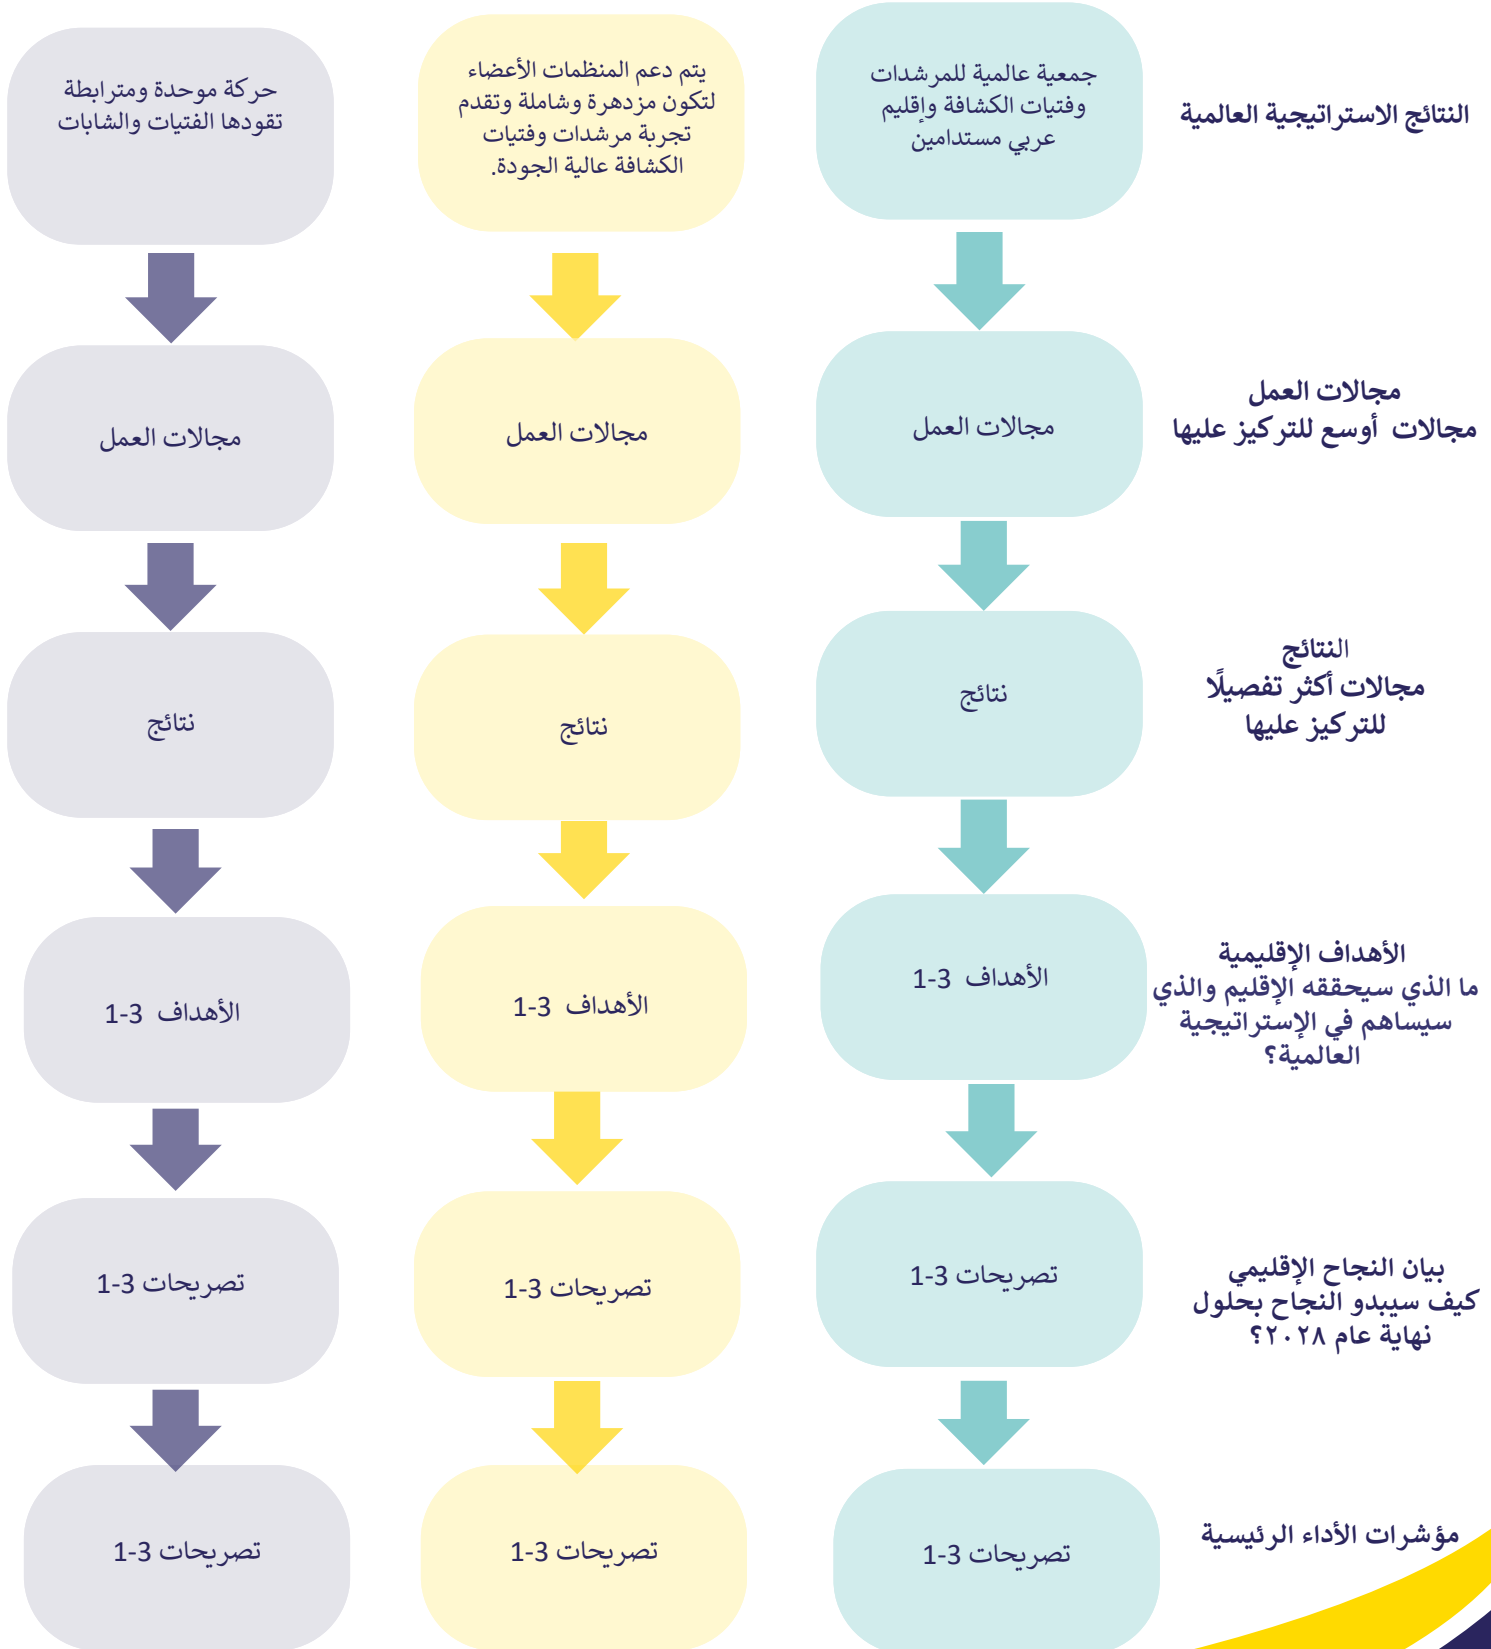 النتائج الاستراتيجية العالمية
جمعية عالمية للمرشدات
وفتيات الكشافة وإقليم
عربي مستدامين
يتم دعم المنظمات الأعضاء
لتكون مزدهرة وشاملة وتقدم
تجربة مرشدات وفتيات
الكشافة عالية الجودة.
حركة موحدة ومترابطة
تقودها الفتيات والشابات
مجالات العمل
مجالات أوسع للتركيز عليها
مجالات العمل
مجالات العمل
مجالات العمل
النتائج
مجالات أكثر تفصيلًا
للتركيز عليها
نتائج
نتائج
نتائج
الأهداف الإقليمية
ما الذي سيحققه الإقليم والذي
سيساهم في الإستراتيجية
العالمية؟
الأهداف 3-1
الأهداف 3-1
الأهداف 3-1
بيان النجاح الإقليمي
كيف سيبدو النجاح بحلول
نهاية عام ٢٠٢٨؟
تصريحات 3-1
تصريحات 3-1
تصريحات 3-1
مؤشرات الأداء الرئيسية
تصريحات 3-1
تصريحات 3-1
تصريحات 3-1